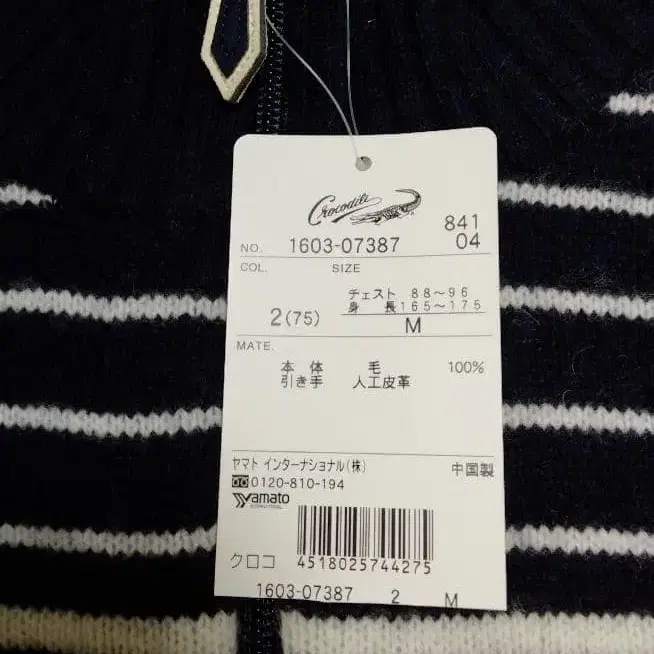 Crocodile
841
NO. 1603-07387 04
COL. SIZE
チェスト 88～96
身長 165～175
2(75) M
MATE.
本体 毛 100%
引き手 人工皮革
ヤマト インターナショナル(株)
0120-810-194 中国製
Yamato
INTERNATIONAL
クロコ
4518025744275
1603-07387 2 M